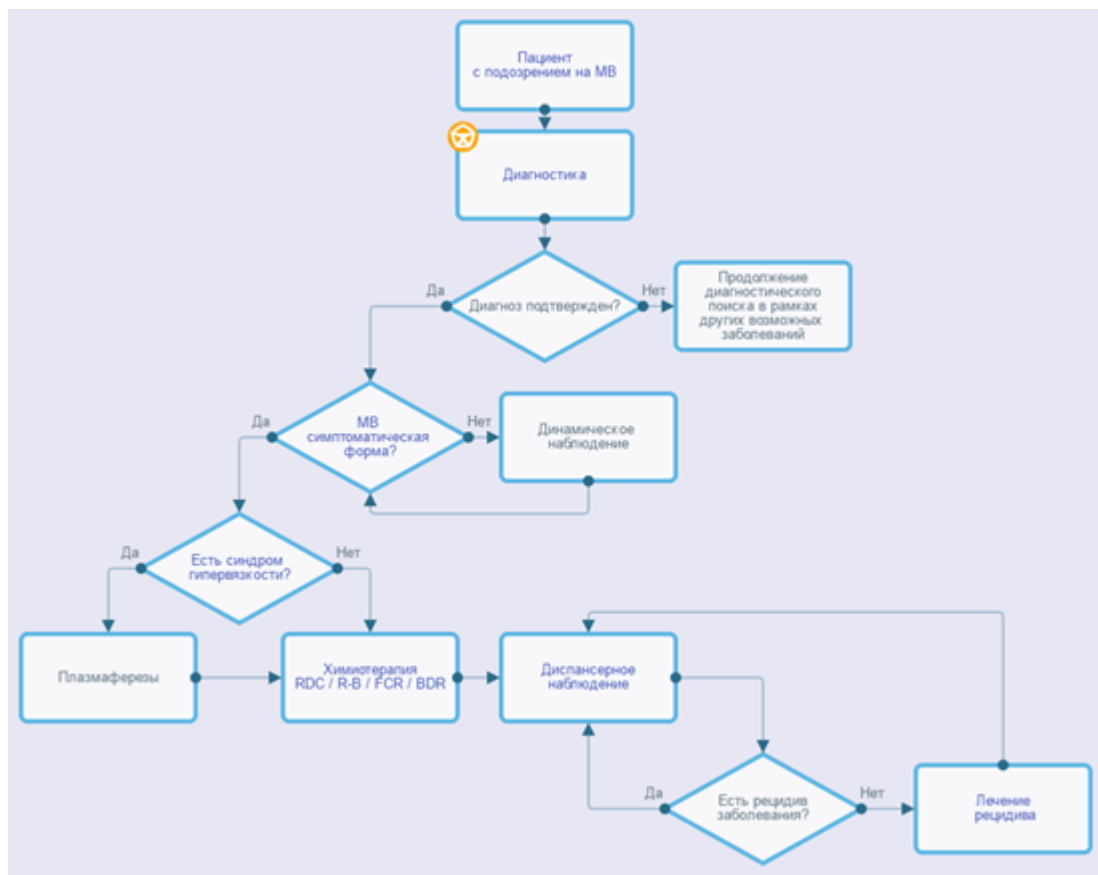 Пациент
с подозрением на МВ
Диагностика
Да
Диагноз подтвержден?
Нет
Продолжение
диагностического
поиска в рамках
других возможных
заболеваний
Да
МВ
симптоматическая
форма?
Нет
Динамическое
наблюдение
Да
Есть синдром
гипервязкости?
Нет
Плазмаферезы
Химиотерапия
RDC / R-B / FCR / BDR
Диспансерное
наблюдение
Да
Есть рецидив
заболевания?
Нет
Лечение
рецидива